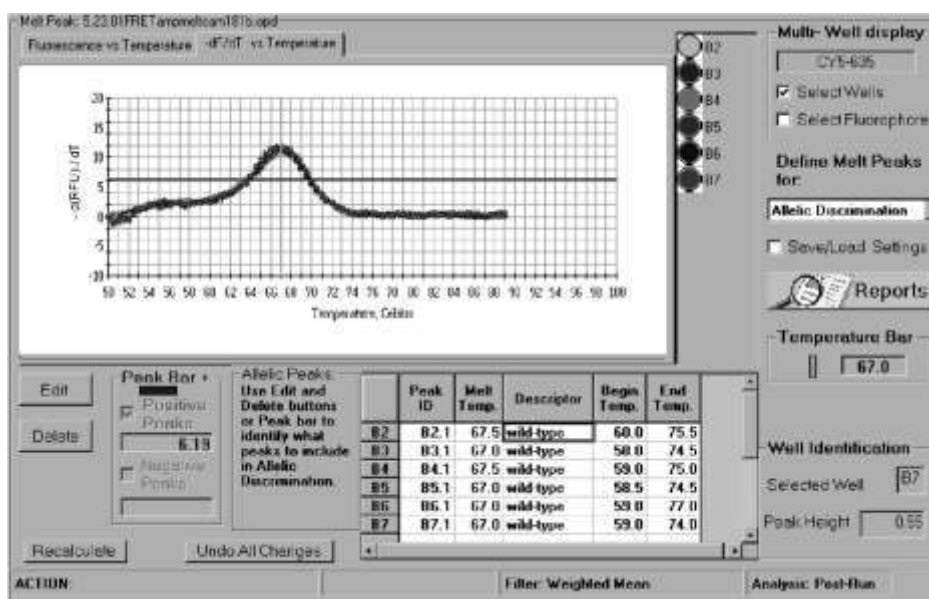 Melt Peak: 5.23.01FRETampmeltcam181b.opd
Fluorescence vs Temperature
-dF/dT vs Temperature
20
15
10
5
0
-5
-10
-d(RFU)/dT
50 52 54 56 58 60 62 64 66 68 70 72 74 76 78 80 82 84 86 88 90 92 94 96 98 100
Temperature, Celsius
B2
B3
B4
B5
B6
B7
Multi-Well display
CY5-635
Select Wells
Select Fluorophore
Define Melt Peaks
for:
Allelic Discrimination
Save/Load Settings
Reports
Temperature Bar
67.0
Edit
Delete
Peak Bar
Positive
Peaks
6.19
Negative
Peaks
Allelic Peaks:
Use Edit and
Delete buttons
or Peak bar to
identify what
peaks to include
in Allelic
Discrimination.
Peak ID Melt Temp. Descriptor Begin Temp. End Temp.
B2 B2.1 67.5 wild-type 60.0 75.5
B3 B3.1 67.0 wild-type 58.0 74.5
B4 B4.1 67.5 wild-type 59.0 75.0
B5 B5.1 67.0 wild-type 58.5 74.5
B6 B6.1 67.0 wild-type 59.0 77.0
B7 B7.1 67.0 wild-type 59.0 74.0
Well Identification
Selected Well B7
Peak Height 0.55
Recalculate
Undo All Changes
ACTION:
Filter: Weighted Mean
Analysis: Post-Run